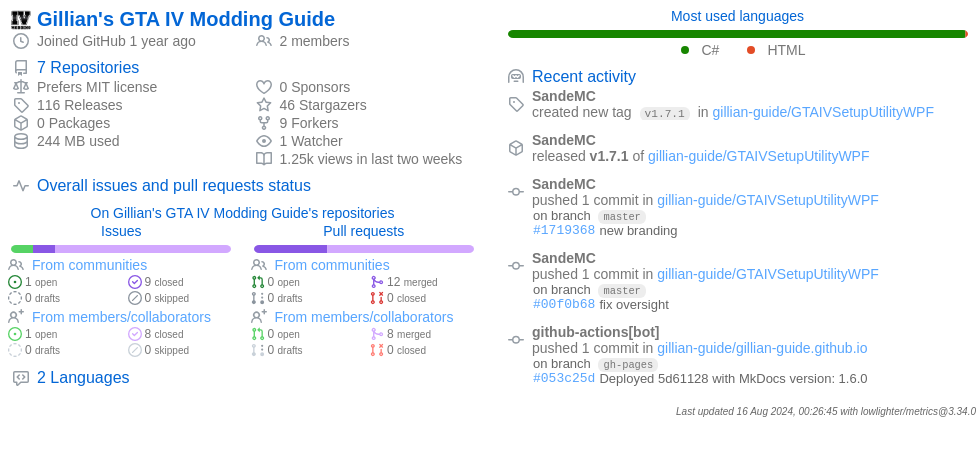 Gillian's GTA IV Modding Guide
Joined GitHub 1 year ago
2 members
7 Repositories
Prefers MIT license
116 Releases
0 Packages
244 MB used
0 Sponsors
46 Stargazers
9 Forkers
1 Watcher
1.25k views in last two weeks
Overall issues and pull requests status
On Gillian's GTA IV Modding Guide's repositories
Issues
From communities
1 open
9 closed
0 drafts
0 skipped
From members/collaborators
1 open
8 closed
0 drafts
0 skipped
Pull requests
From communities
0 open
12 merged
0 drafts
0 closed
From members/collaborators
0 open
8 merged
0 drafts
0 closed
2 Languages
Most used languages
C#
HTML
Recent activity
SandeMC
created new tag v1.7.1 in gillian-guide/GTAIVSetupUtilityWPF
SandeMC
released v1.7.1 of gillian-guide/GTAIVSetupUtilityWPF
SandeMC
pushed 1 commit in gillian-guide/GTAIVSetupUtilityWPF
on branch master
#1719368 new branding
SandeMC
pushed 1 commit in gillian-guide/GTAIVSetupUtilityWPF
on branch master
#00f0b68 fix oversight
github-actions[bot]
pushed 1 commit in gillian-guide/gillian-guide.github.io
on branch gh-pages
#053c25d Deployed 5d61128 with MkDocs version: 1.6.0
Last updated 16 Aug 2024, 00:26:45 with lowlighter/metrics@3.34.0